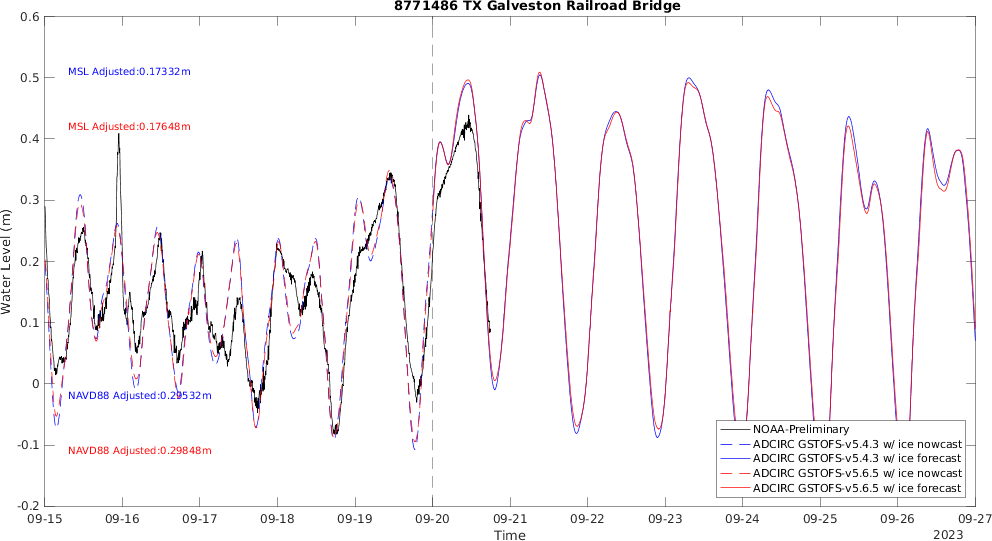 8771486 TX Galveston Railroad Bridge
0.6
0.5
0.4
0.3
0.2
0.1
0
-0.1
-0.2
Water Level (m)
MSL Adjusted:0.17332m
MSL Adjusted:0.17648m
NAVD88 Adjusted:0.29532m
NAVD88 Adjusted:0.29848m
NOAA-Preliminary
ADCIRC GSTOFS-v5.4.3 w/ ice nowcast
ADCIRC GSTOFS-v5.4.3 w/ ice forecast
ADCIRC GSTOFS-v5.6.5 w/ ice nowcast
ADCIRC GSTOFS-v5.6.5 w/ ice forecast
09-15 09-16 09-17 09-18 09-19 09-20 09-21 09-22 09-23 09-24 09-25 09-26 09-27
Time
2023